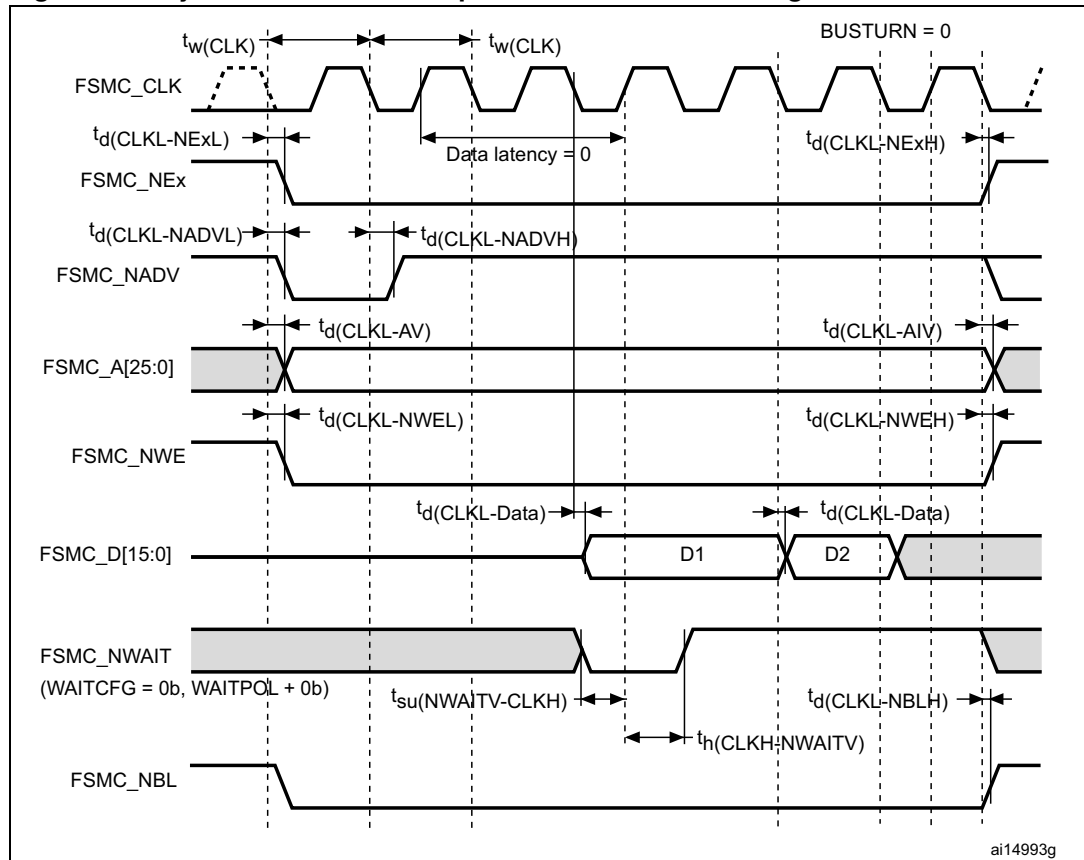 BUSTURN = 0
tw(CLK) tw(CLK)
FSMC_CLK
td(CLKL-NExL) Data latency = 0 td(CLKL-NExH)
FSMC_NEx
td(CLKL-NADVL) td(CLKL-NADVH)
FSMC_NADV
td(CLKL-AV) td(CLKL-AIV)
FSMC_A[25:0]
td(CLKL-NWEL) td(CLKL-NWEH)
FSMC_NWE
td(CLKL-Data) td(CLKL-Data)
FSMC_D[15:0] D1 D2
FSMC_NWAIT
(WAITCFG = 0b, WAITPOL + 0b)
tsu(NWAITV-CLKH) td(CLKL-NBLH)
th(CLKH-NWAITV)
FSMC_NBL
ai14993g